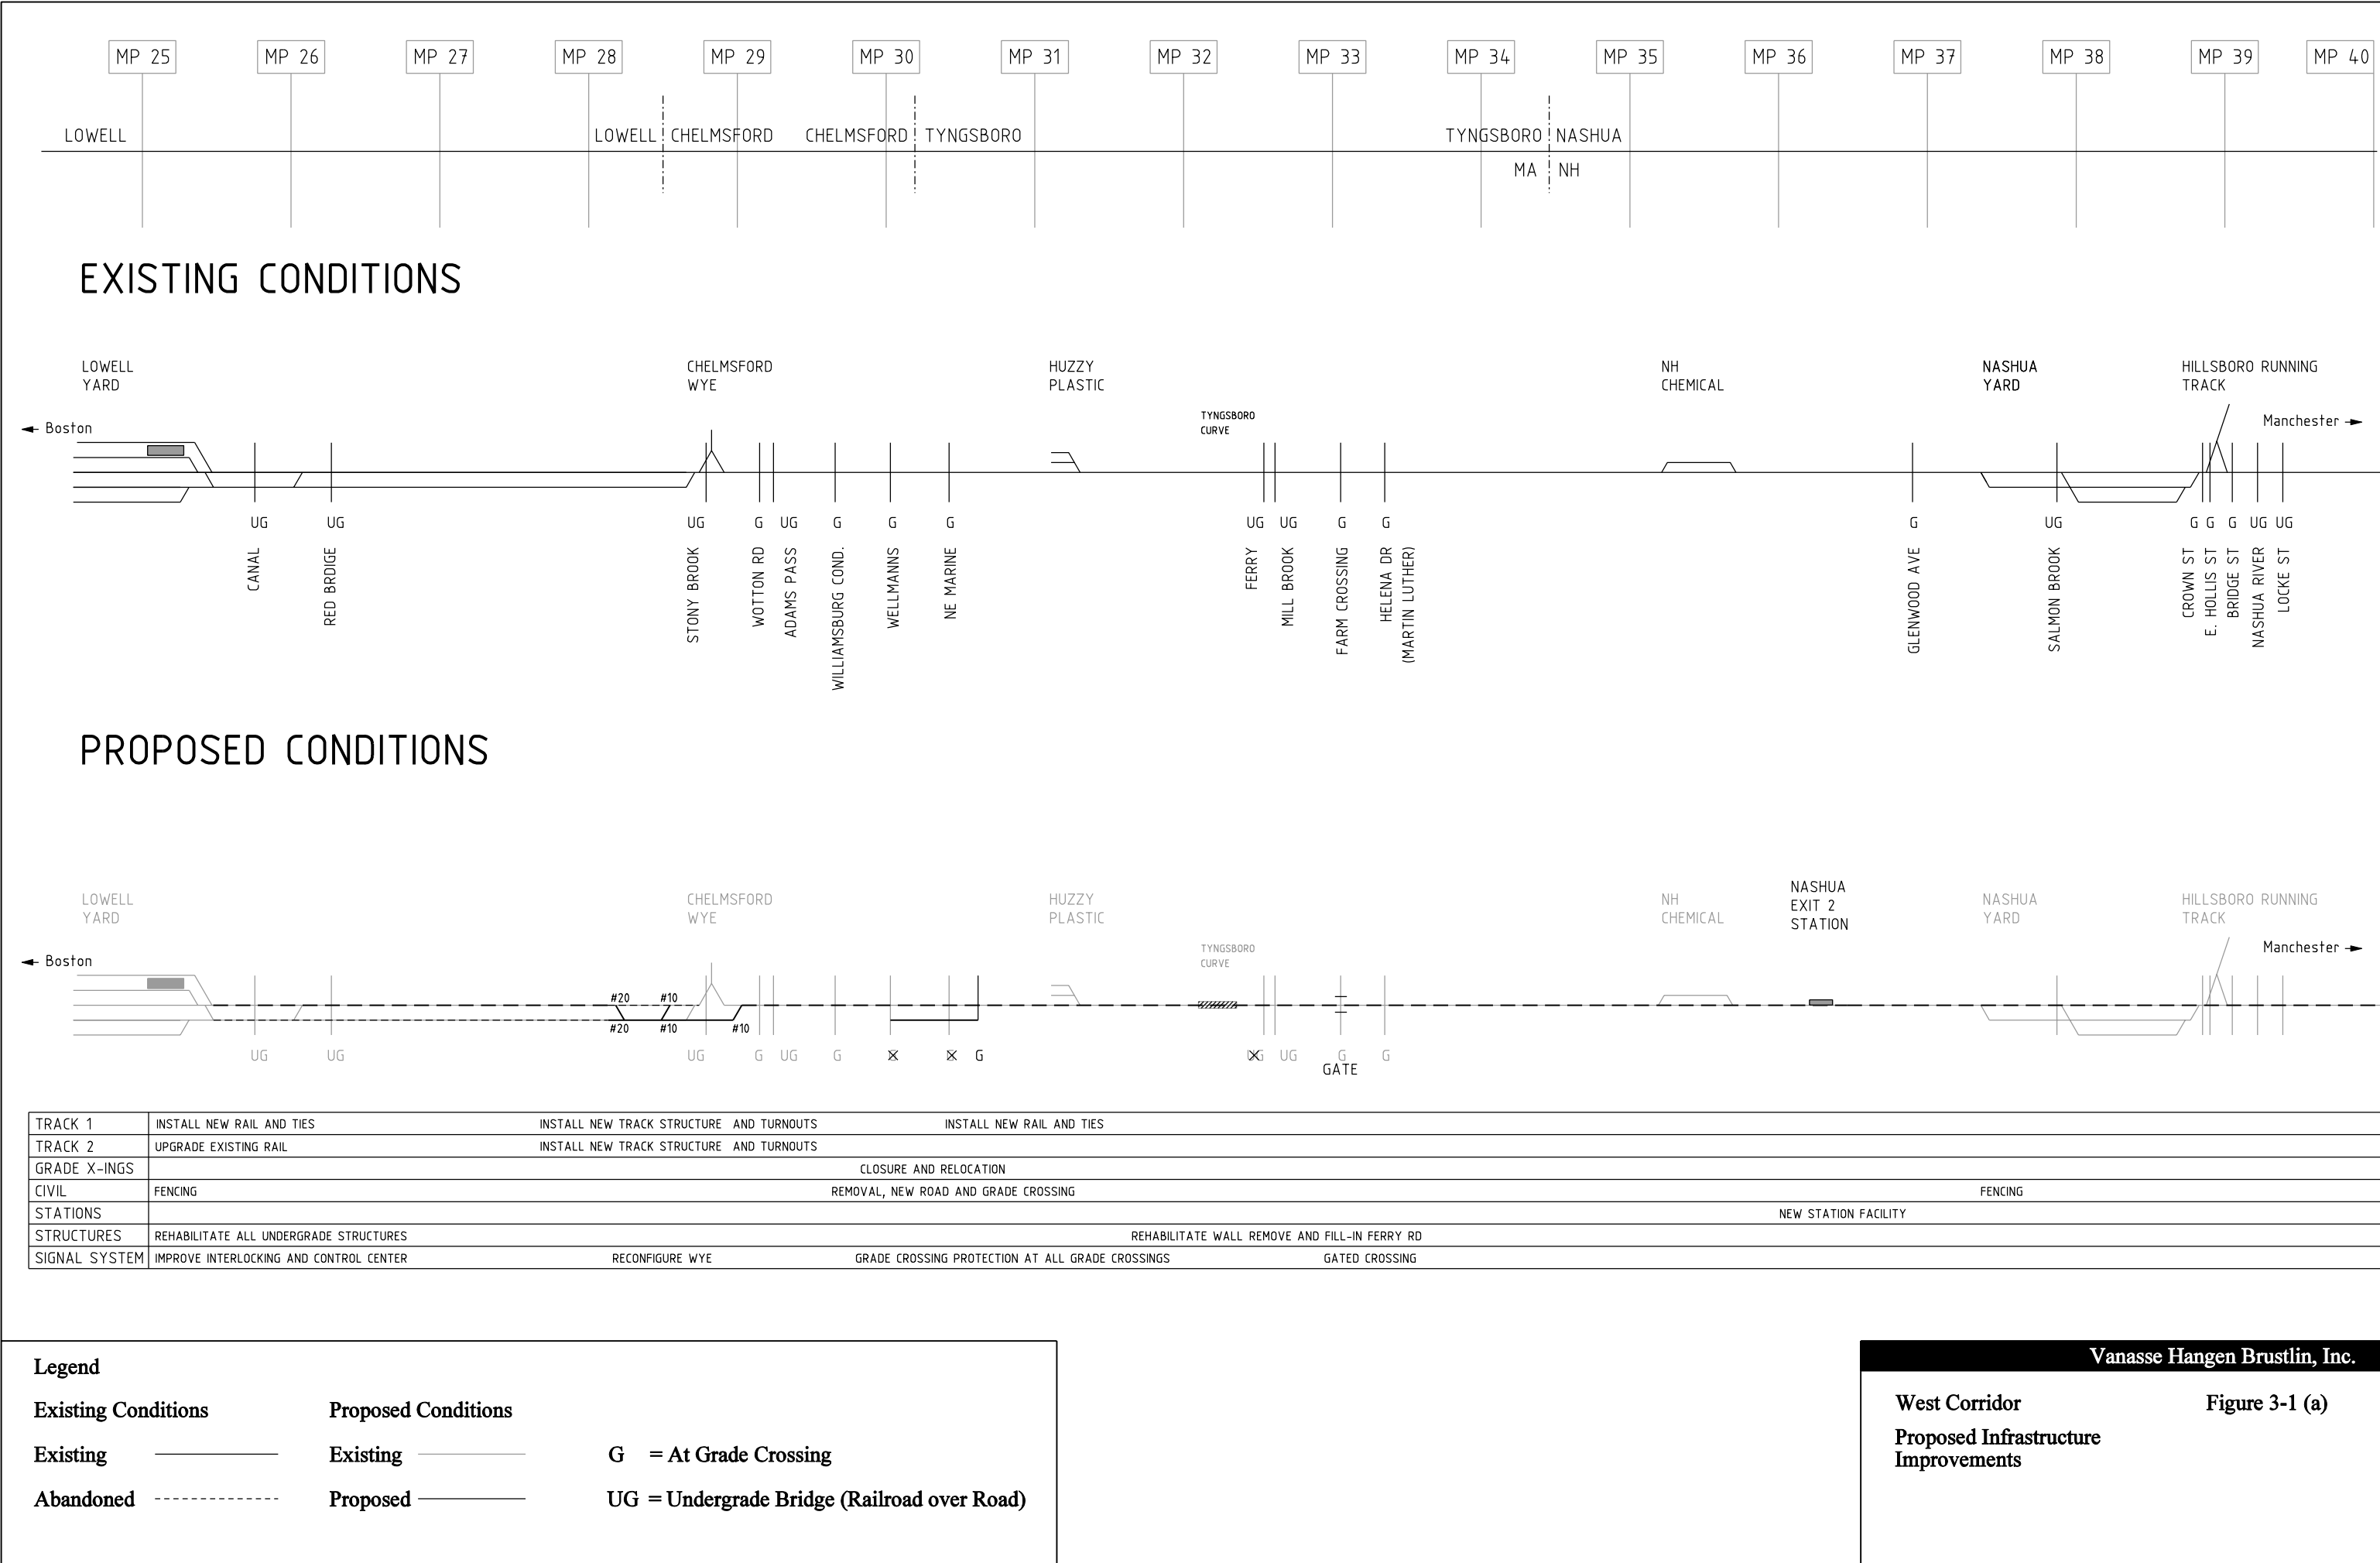 MP 25 MP 26 MP 27 MP 28 MP 29 MP 30 MP 31 MP 32 MP 33 MP 34 MP 35 MP 36 MP 37 MP 38 MP 39 MP 40
LOWELL LOWELL CHELMSFORD CHELMSFORD TYNGSBORO TYNGSBORO NASHUA
MA NH
EXISTING CONDITIONS
LOWELL
YARD
CHELMSFORD
WYE
HUZZY
PLASTIC
TYNGSBORO
CURVE
NH
CHEMICAL
NASHUA
YARD
HILLSBORO RUNNING
TRACK
Boston
Manchester
UG UG UG G UG G G G UG UG G G G UG G G G UG UG
CANAL
RED BRDIGE
STONY BROOK
WOTTON RD
ADAMS PASS
WILLIAMSBURG COND.
WELLMANNS
NE MARINE
FERRY
MILL BROOK
FARM CROSSING
HELENA DR
(MARTIN LUTHER)
GLENWOOD AVE
SALMON BROOK
CROWN ST
E. HOLLIS ST
BRIDGE ST
NASHUA RIVER
LOCKE ST
PROPOSED CONDITIONS
LOWELL
YARD
CHELMSFORD
WYE
HUZZY
PLASTIC
TYNGSBORO
CURVE
NH
CHEMICAL
NASHUA
EXIT 2
STATION
NASHUA
YARD
HILLSBORO RUNNING
TRACK
Boston
Manchester
#20 #10
#20 #10 #10
UG UG UG G UG G G UG UG G G
GATE
TRACK 1 INSTALL NEW RAIL AND TIES INSTALL NEW TRACK STRUCTURE AND TURNOUTS INSTALL NEW RAIL AND TIES
TRACK 2 UPGRADE EXISTING RAIL INSTALL NEW TRACK STRUCTURE AND TURNOUTS
GRADE X-INGS CLOSURE AND RELOCATION
CIVIL FENCING REMOVAL, NEW ROAD AND GRADE CROSSING FENCING
STATIONS NEW STATION FACILITY
STRUCTURES REHABILITATE ALL UNDERGRADE STRUCTURES REHABILITATE WALL REMOVE AND FILL-IN FERRY RD
SIGNAL SYSTEM IMPROVE INTERLOCKING AND CONTROL CENTER RECONFIGURE WYE GRADE CROSSING PROTECTION AT ALL GRADE CROSSINGS GATED CROSSING
Legend
Existing Conditions Proposed Conditions
Existing Existing G = At Grade Crossing
Abandoned Proposed UG = Undergrade Bridge (Railroad over Road)
Vanasse Hangen Brustlin, Inc.
West Corridor Figure 3-1 (a)
Proposed Infrastructure
Improvements